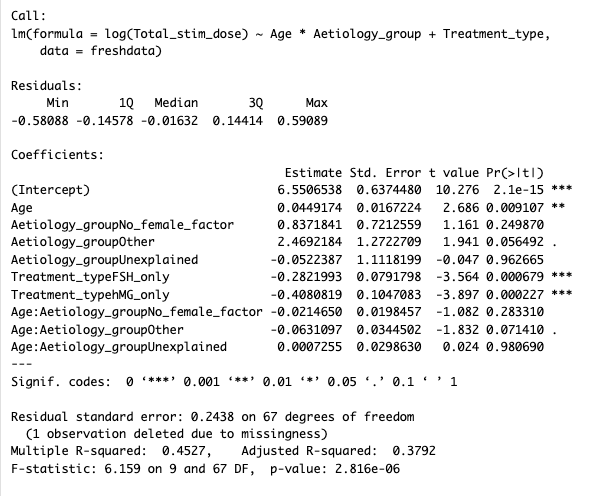 Call:
lm(formula = log(Total_stim_dose) ~ Age * Aetiology_group + Treatment_type,
    data = freshdata)

Residuals:
     Min       1Q   Median       3Q      Max
-0.58088 -0.14578 -0.01632  0.14414  0.59089

Coefficients:
                                     Estimate Std. Error t value Pr(>|t|)
(Intercept)                         6.5506538  0.6374480  10.276  2.1e-15 ***
Age                                 0.0449174  0.0167224   2.686 0.009107 **
Aetiology_groupNo_female_factor     0.8371841  0.7212559   1.161 0.249870
Aetiology_groupOther                2.4692184  1.2722709   1.941 0.056492 .
Aetiology_groupUnexplained         -0.0522387  1.1118199  -0.047 0.962665
Treatment_typeFSH_only             -0.2821993  0.0791798  -3.564 0.000679 ***
Treatment_typehMG_only             -0.4080819  0.1047083  -3.897 0.000227 ***
Age:Aetiology_groupNo_female_factor -0.0214650  0.0198457  -1.082 0.283310
Age:Aetiology_groupOther           -0.0631097  0.0344502  -1.832 0.071410 .
Age:Aetiology_groupUnexplained      0.0007255  0.0298630   0.024 0.980690
---
Signif. codes:  0 ‘***’ 0.001 ‘**’ 0.01 ‘*’ 0.05 ‘.’ 0.1 ‘ ’ 1

Residual standard error: 0.2438 on 67 degrees of freedom
  (1 observation deleted due to missingness)
Multiple R-squared:  0.4527,    Adjusted R-squared:  0.3792
F-statistic: 6.159 on 9 and 67 DF,  p-value: 2.816e-06